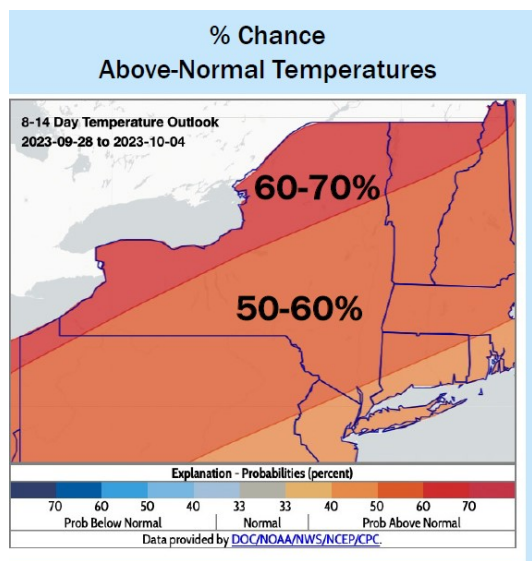 % Chance
Above-Normal Temperatures
8-14 Day Temperature Outlook
2023-09-28 to 2023-10-04
60-70%
50-60%
Explanation - Probabilities (percent)
70 60 50 40 33 33 40 50 60 70
Prob Below Normal Normal Prob Above Normal
Data provided by DOC/NOAA/NWS/NCEP/CPC.